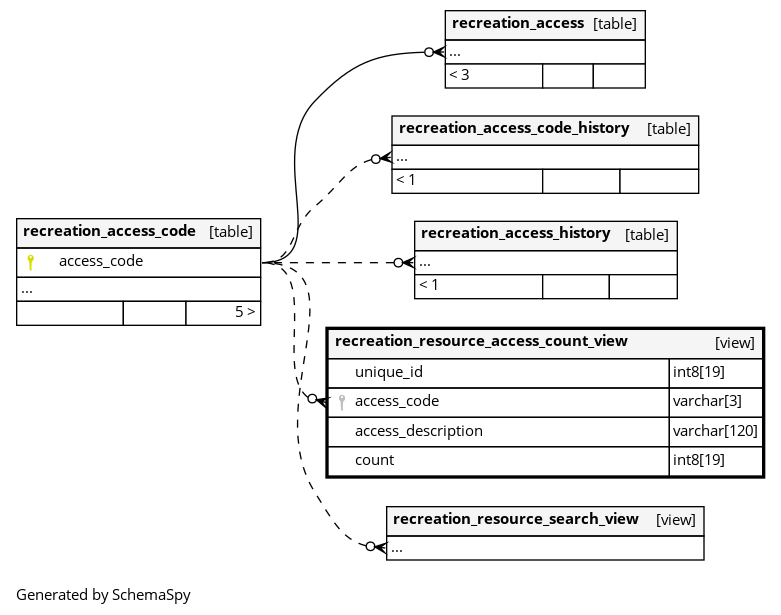 recreation_access [table]
...
< 3
recreation_access_code_history [table]
...
< 1
recreation_access_code [table]
access_code
...
5 >
recreation_access_history [table]
...
< 1
recreation_resource_access_count_view [view]
unique_id int8[19]
access_code varchar[3]
access_description varchar[120]
count int8[19]
recreation_resource_search_view [view]
...
Generated by SchemaSpy